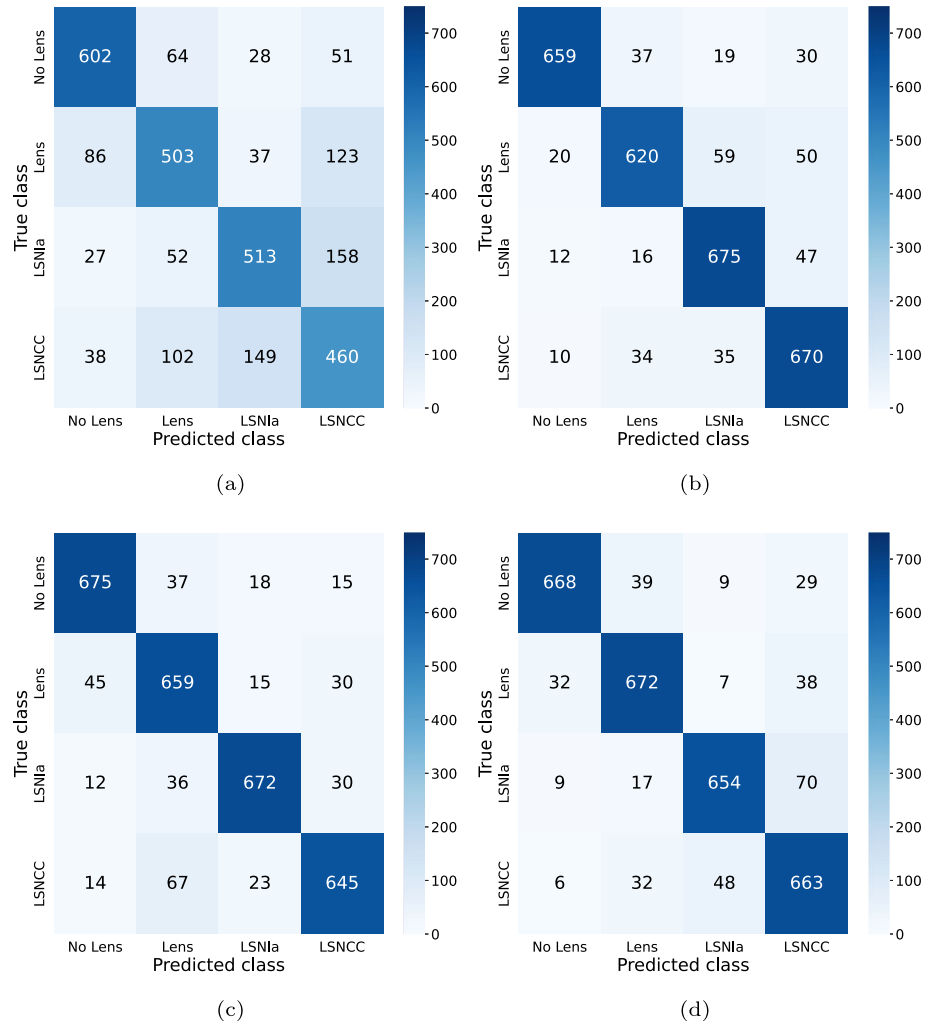 No Lens 602 64 28 51
Lens 86 503 37 123
LSNIa 27 52 513 158
LSNCC 38 102 149 460
True class
No Lens Lens LSNIa LSNCC
Predicted class
700
600
500
400
300
200
100
0
(a)
No Lens 659 37 19 30
Lens 20 620 59 50
LSNIa 12 16 675 47
LSNCC 10 34 35 670
True class
No Lens Lens LSNIa LSNCC
Predicted class
700
600
500
400
300
200
100
0
(b)
No Lens 675 37 18 15
Lens 45 659 15 30
LSNIa 12 36 672 30
LSNCC 14 67 23 645
True class
No Lens Lens LSNIa LSNCC
Predicted class
700
600
500
400
300
200
100
0
(c)
No Lens 668 39 9 29
Lens 32 672 7 38
LSNIa 9 17 654 70
LSNCC 6 32 48 663
True class
No Lens Lens LSNIa LSNCC
Predicted class
700
600
500
400
300
200
100
0
(d)